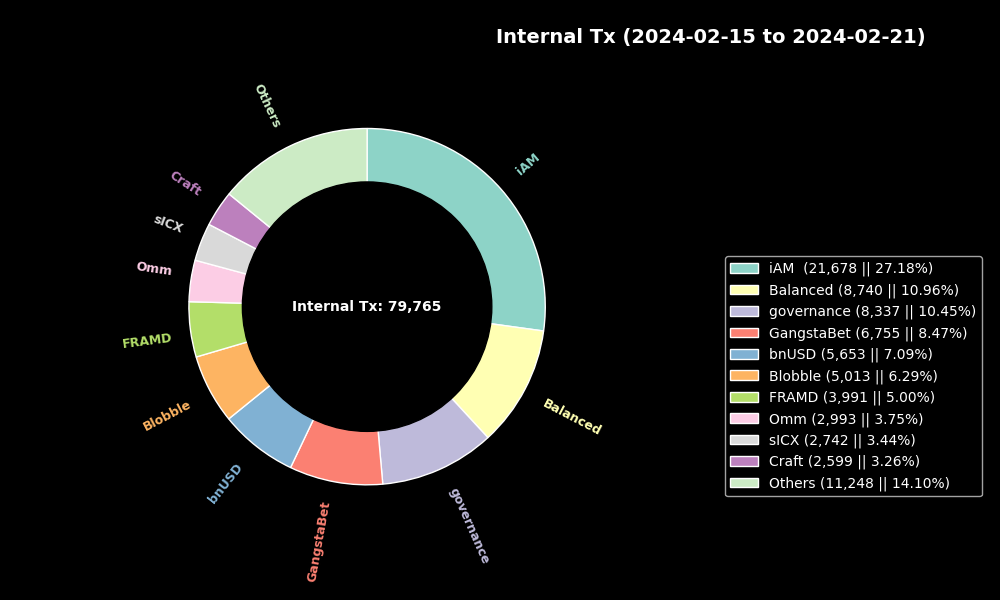 Internal Tx (2024-02-15 to 2024-02-21)
Others
iAM
Craft
sICX
Omm
FRAMD
Blobble
bnUSD
GangstaBet
governance
Balanced
Internal Tx: 79,765
iAM  (21,678 || 27.18%)
Balanced (8,740 || 10.96%)
governance (8,337 || 10.45%)
GangstaBet (6,755 || 8.47%)
bnUSD (5,653 || 7.09%)
Blobble (5,013 || 6.29%)
FRAMD (3,991 || 5.00%)
Omm (2,993 || 3.75%)
sICX (2,742 || 3.44%)
Craft (2,599 || 3.26%)
Others (11,248 || 14.10%)